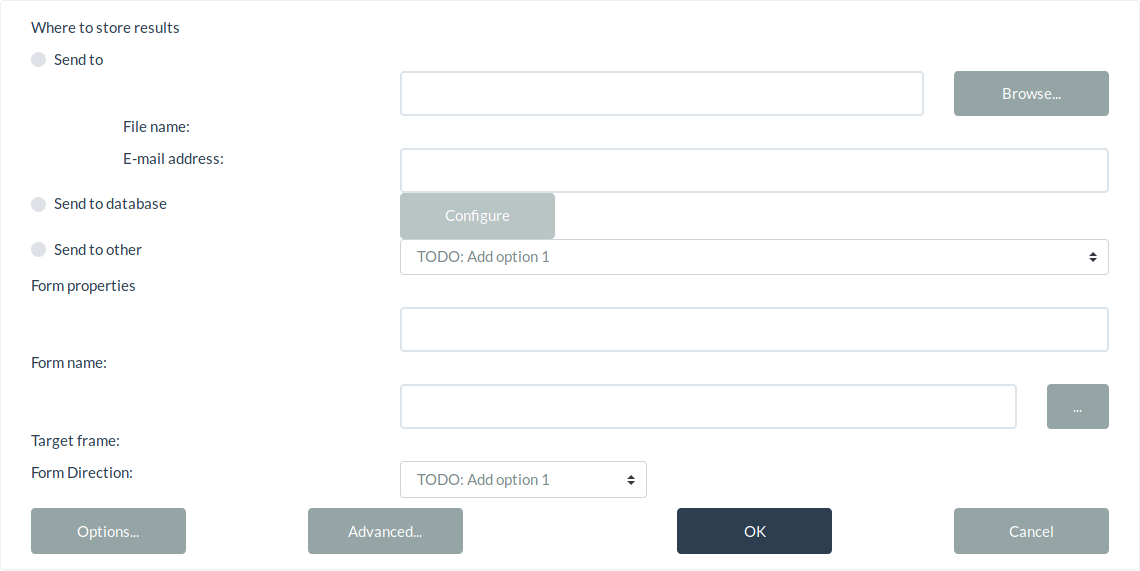 Where to store results
Send to
Browse...
File name:
E-mail address:
Send to database
Configure
Send to other
TODO: Add option 1
Form properties
Form name:
...
Target frame:
Form Direction:
TODO: Add option 1
Options...
Advanced...
OK
Cancel